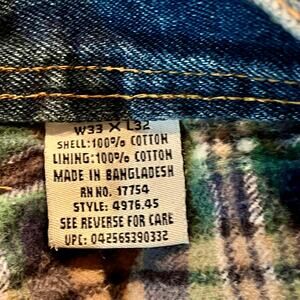 W33 X L32
SHELL:100% COTTON
LINING:100% COTTON
MADE IN BANGLADESH
RN NO. 17754
STYLE: 4976.45
SEE REVERSE FOR CARE
UPC: 042565390332